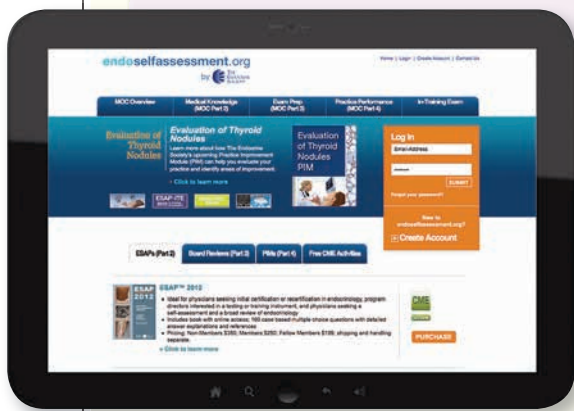 endoselfassessment.org
by THE ENDOCRINE SOCIETY
Home | Login | Create Account | Contact Us
MOC Overview
Medical Knowledge (MOC Part 2)
Exam Prep (MOC Part 3)
Practice Performance (MOC Part 4)
In-Training Exam
Evaluation of Thyroid Nodules
Evaluation of Thyroid
Nodules
Learn more about how The Endocrine
Society's upcoming Practice Improvement
Module (PIM) can help you evaluate your
practice and identify areas of improvement.
» Click to learn more
ESAP-ITE
Evaluation
of Thyroid
Nodules
PIM
Log In
Email Address
SUBMIT
Forgot your password?
New to
endoselfassessment.org?
Create Account
ESAPs (Part 2)
Board Reviews (Part 3)
PIMs (Part 4)
Free CME Activities
ESAP
2012
ESAP™ 2012
• Ideal for physicians seeking initial certification or recertification in endocrinology, program
directors interested in a testing or training instrument, and physicians seeking a
self-assessment and a broad review of endocrinology
• Includes book with online access; 160 case based multiple choice questions with detailed
answer explanations and references
separate.
» Click to learn more
CME
PURCHASE